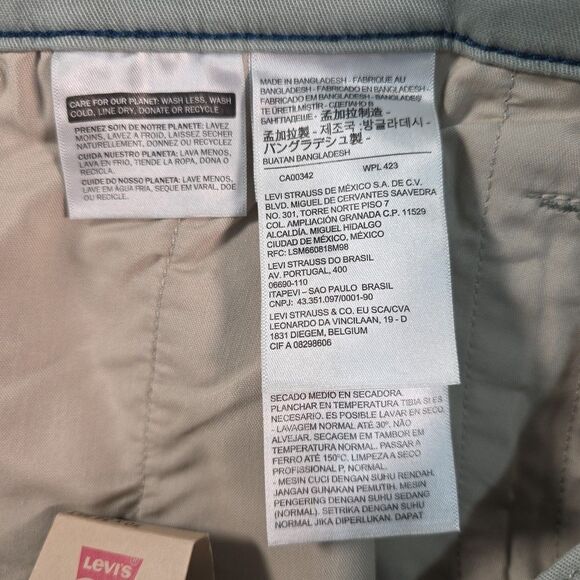 CARE FOR OUR PLANET: WASH LESS, WASH
COLD, LINE DRY, DONATE OR RECYCLE
PRENEZ SOIN DE NOTRE PLANETE: LAVEZ
MOINS, LAVEZ A FROID, LAISSEZ SECHER
NATURELLEMENT, DONNEZ OU RECYCLEZ
CUIDA NUESTRO PLANETA: LAVA MENOS,
LAVA EN FRIO, TIENDE LA ROPA, DONA O
RECICLA.
CUIDE DO NOSSO PLANETA: LAVE MENOS,
LAVE EM ÁGUA FRIA, SEQUE EM VARAL, DOE
OU RECICLE.
MADE IN BANGLADESH - FABRIQUE AU
BANGLADESH - FABRICADO EN BANGLADESH -
FABRICADO EM BANGLADESH - BANGLADEŞ'
TE ÜRETİLMİŞTİR - СДЕЛАНО В
БАНГЛАДЕШЕ - 孟加拉制造 -
孟加拉製 - 제조국 : 방글라데시 -
バングラデシュ製 -
BUATAN BANGLADESH
CA00342 WPL 423
LEVI STRAUSS DE MÉXICO S.A. DE C.V.
BLVD. MIGUEL DE CERVANTES SAAVEDRA
NO. 301, TORRE NORTE PISO 7
COL. AMPLIACIÓN GRANADA C.P. 11529
ALCALDÍA. MIGUEL HIDALGO
CIUDAD DE MÉXICO, MÉXICO
RFC: LSM660818M98
LEVI STRAUSS DO BRASIL
AV. PORTUGAL, 400
06690-110
ITAPEVI – SAO PAULO BRASIL
CNPJ: 43.351.097/0001-90
LEVI STRAUSS & CO. EU SCA/CVA
LEONARDO DA VINCILAAN, 19 - D
1831 DIEGEM, BELGIUM
CIF A 08298606
SECADO MEDIO EN SECADORA.
PLANCHAR EN TEMPERATURA TIBIA SI ES
NECESARIO. ES POSIBLE LAVAR EN SECO
- LAVAGEM NORMAL ATÉ 30º. NÃO
ALVEJAR. SECAGEM EM TAMBOR EM
TEMPERATURA NORMAL. PASSAR A
FERRO ATÉ 150°C. LIMPEZA A SECO
PROFISSIONAL P, NORMAL.
- MESIN CUCI DENGAN SUHU RENDAH.
JANGAN GUNAKAN PEMUTIH. MESIN
PENGERING DENGAN SUHU SEDANG
(NORMAL). SETRIKA DENGAN SUHU
NORMAL JIKA DIPERLUKAN. DAPAT
LEVI'S